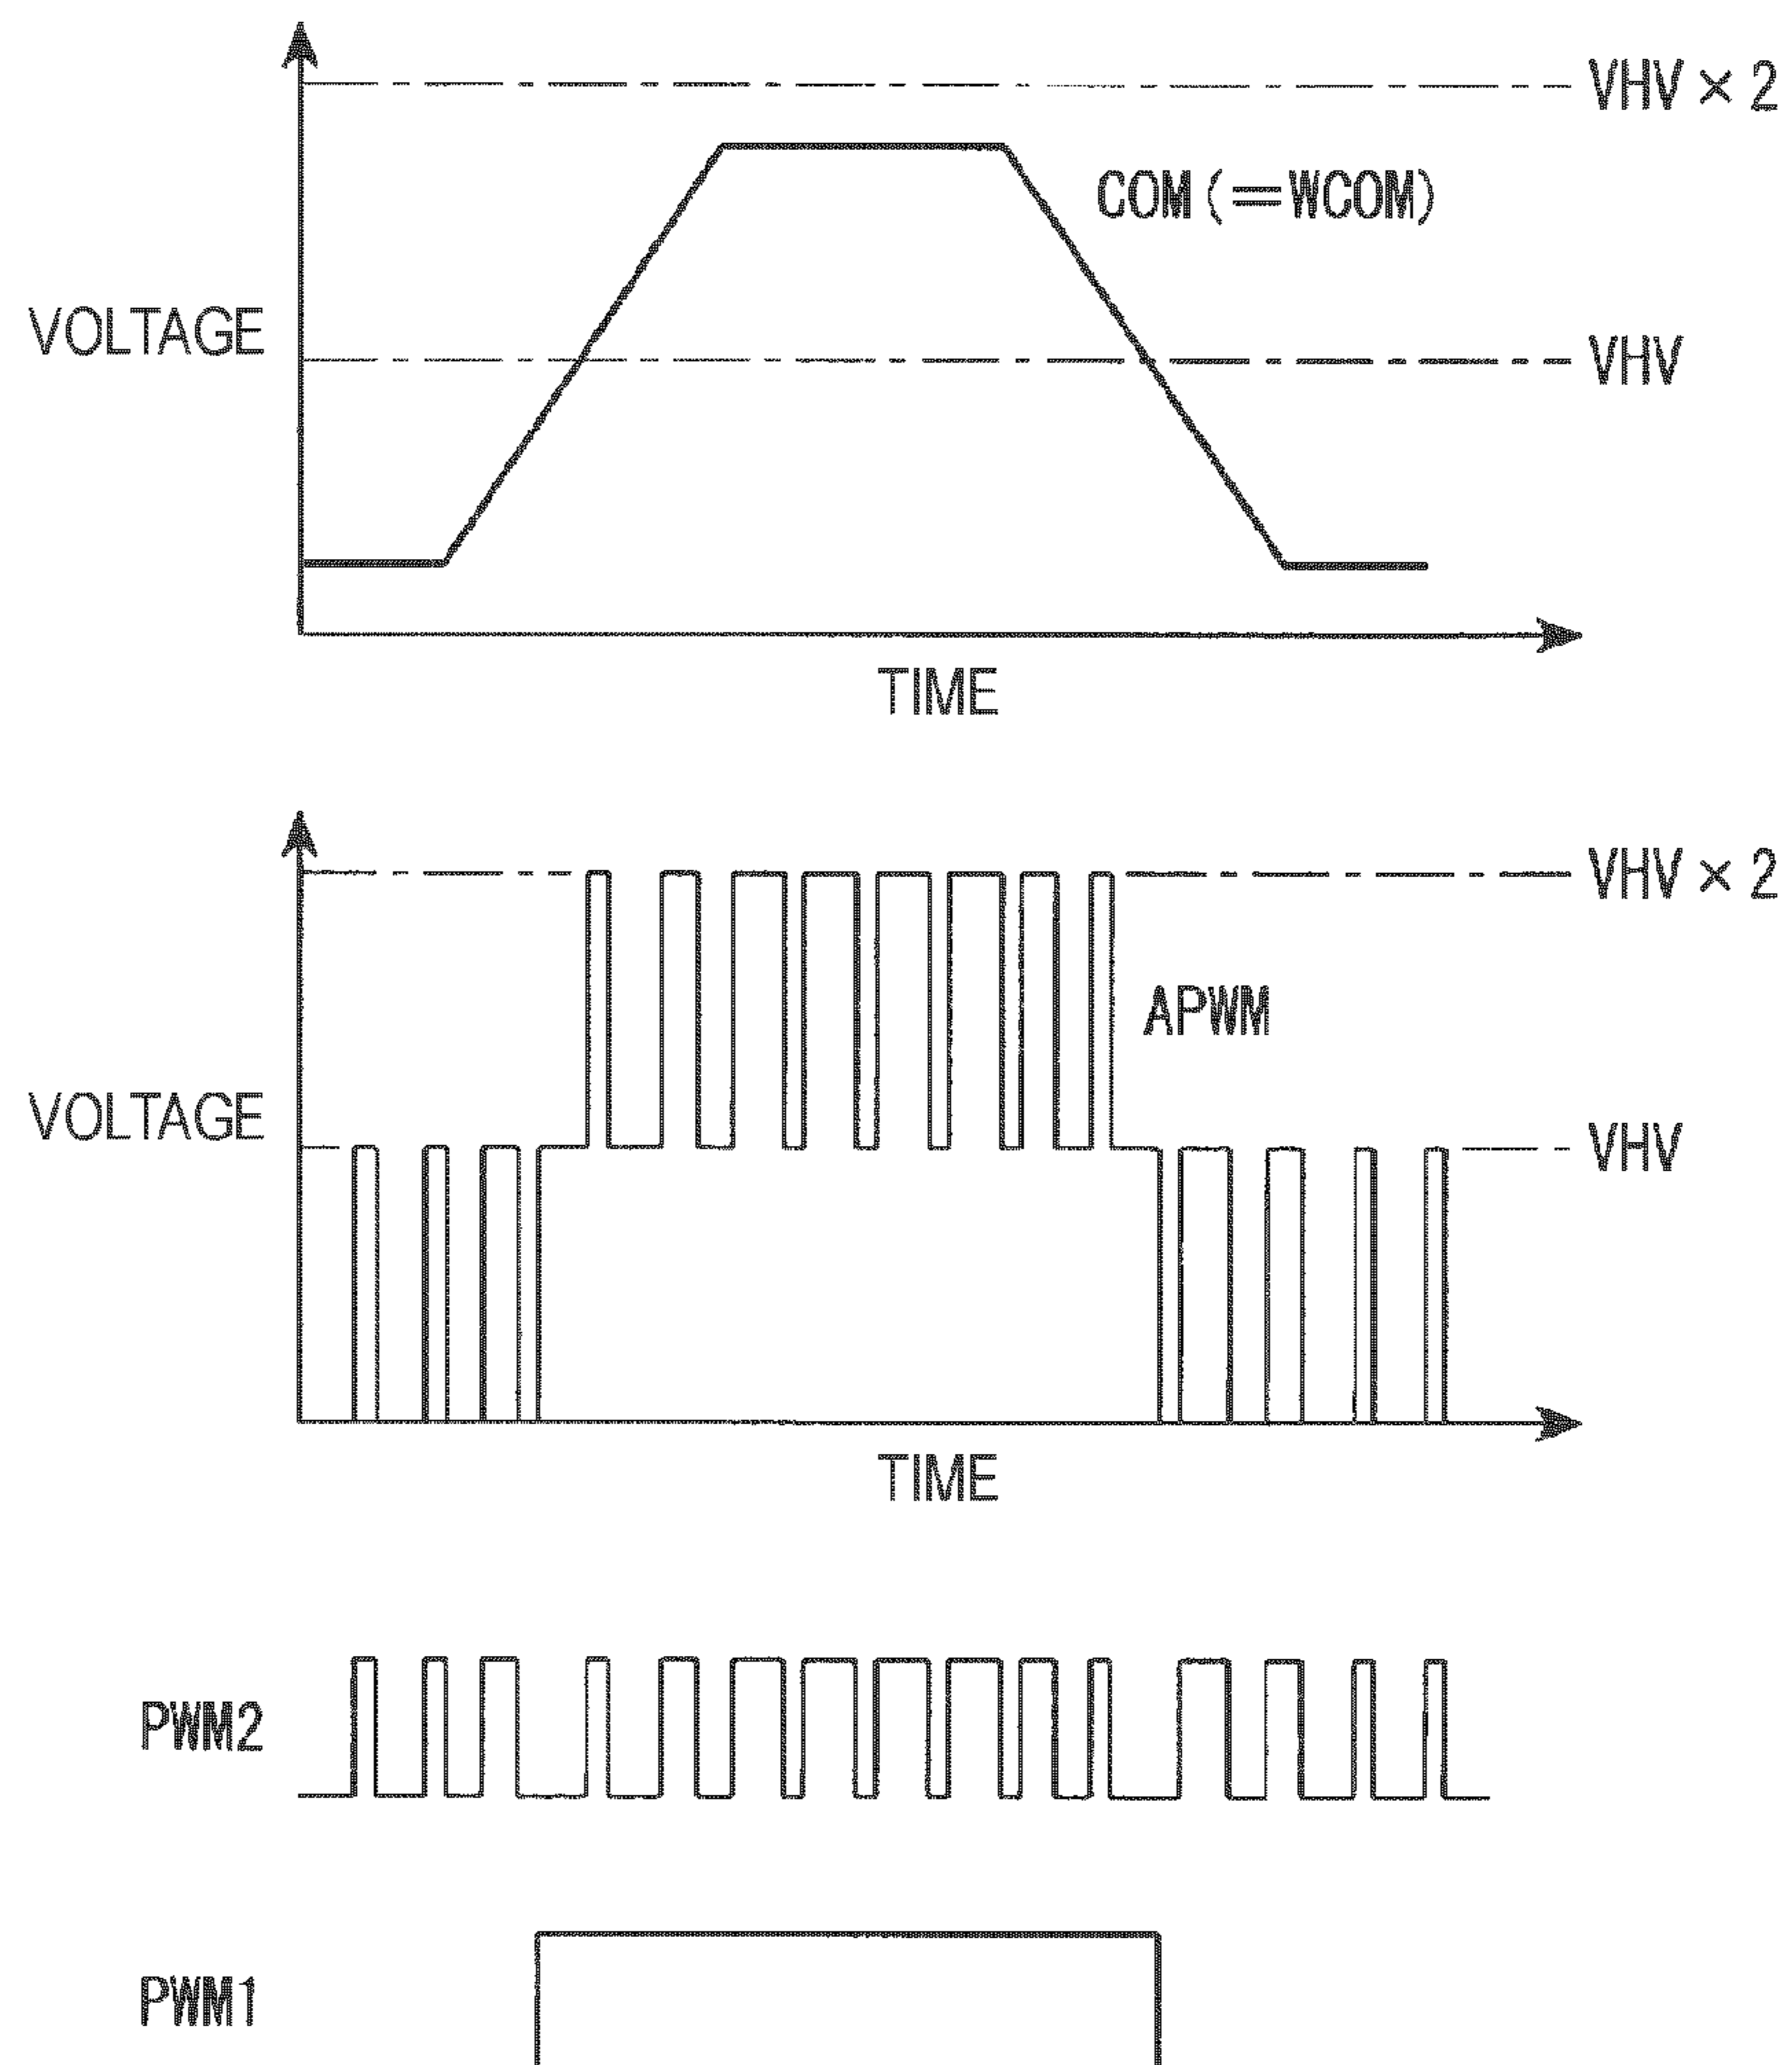 VHV × 2
COM (=WCOM)
VOLTAGE
VHV
TIME
VHV × 2
APWM
VOLTAGE
VHV
TIME
PWM2
PWM1